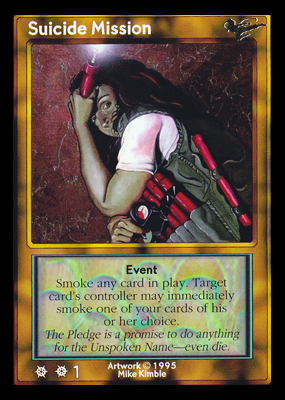 Suicide Mission
Event
Smoke any card in play. Target
card's controller may immediately
smoke one of your cards of his
or her choice.
The Pledge is a promise to do anything
for the Unspoken Name—even die.
1
Artwork © 1995
Mike Kimble